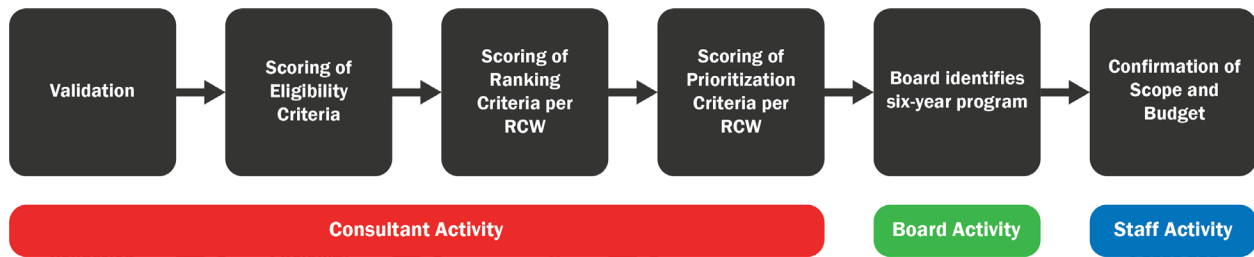 Validation
Scoring of
Eligibility
Criteria
Scoring of
Ranking
Criteria per
RCW
Scoring of
Prioritization
Criteria per
RCW
Board identifies
six-year program
Confirmation of
Scope and
Budget
Consultant Activity
Board Activity
Staff Activity